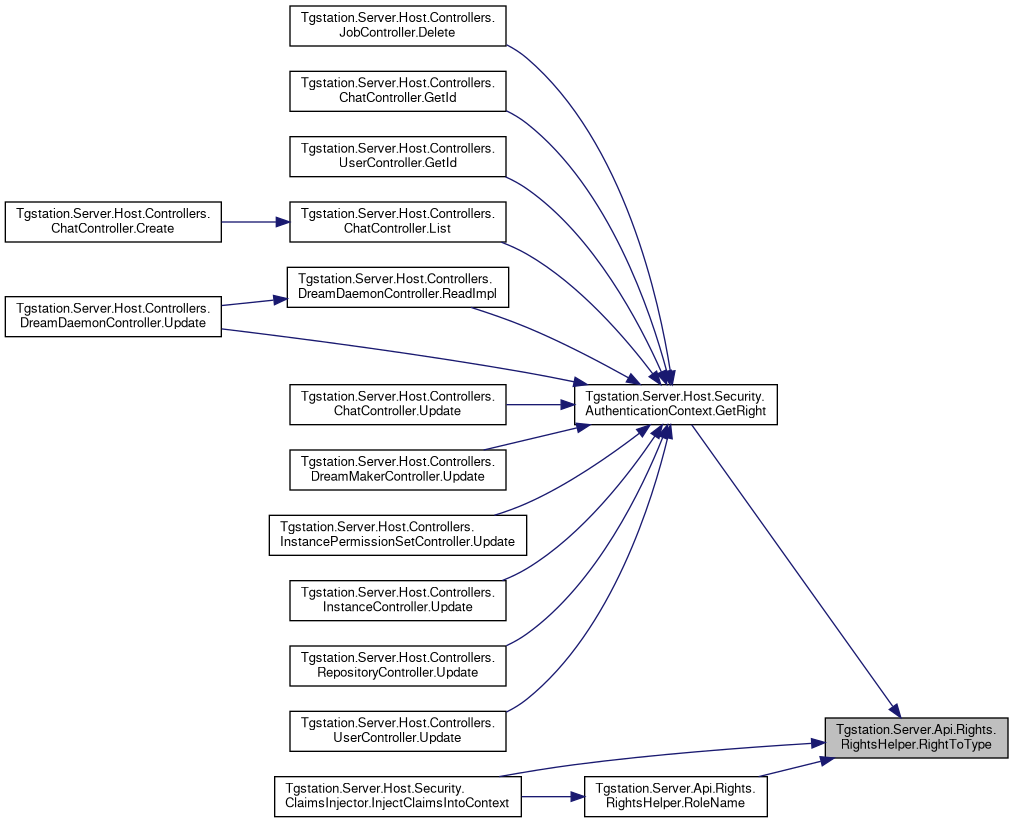 Tgstation.Server.Host.Controllers.
JobController.Delete
Tgstation.Server.Host.Controllers.
ChatController.GetId
Tgstation.Server.Host.Controllers.
UserController.GetId
Tgstation.Server.Host.Controllers.
ChatController.Create
Tgstation.Server.Host.Controllers.
ChatController.List
Tgstation.Server.Host.Controllers.
DreamDaemonController.ReadImpl
Tgstation.Server.Host.Controllers.
DreamDaemonController.Update
Tgstation.Server.Host.Controllers.
ChatController.Update
Tgstation.Server.Host.Security.
AuthenticationContext.GetRight
Tgstation.Server.Host.Controllers.
DreamMakerController.Update
Tgstation.Server.Host.Controllers.
InstancePermissionSetController.Update
Tgstation.Server.Host.Controllers.
InstanceController.Update
Tgstation.Server.Host.Controllers.
RepositoryController.Update
Tgstation.Server.Host.Controllers.
UserController.Update
Tgstation.Server.Api.Rights.
RightsHelper.RightToType
Tgstation.Server.Host.Security.
ClaimsInjector.InjectClaimsIntoContext
Tgstation.Server.Api.Rights.
RightsHelper.RoleName